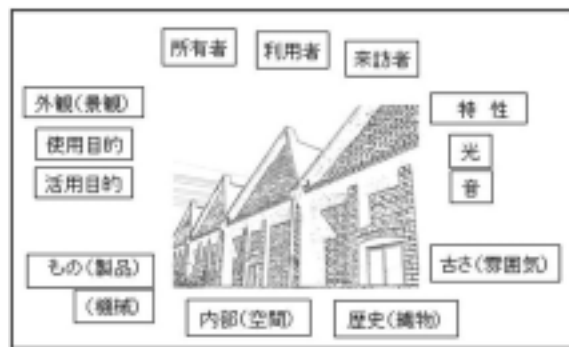 所有者
利用者
来訪者
外観(景観)
使用目的
活用目的
特 性
光
音
もの(製品)
(機械)
古さ(雰囲気)
内部(空間)
歴史(織物)